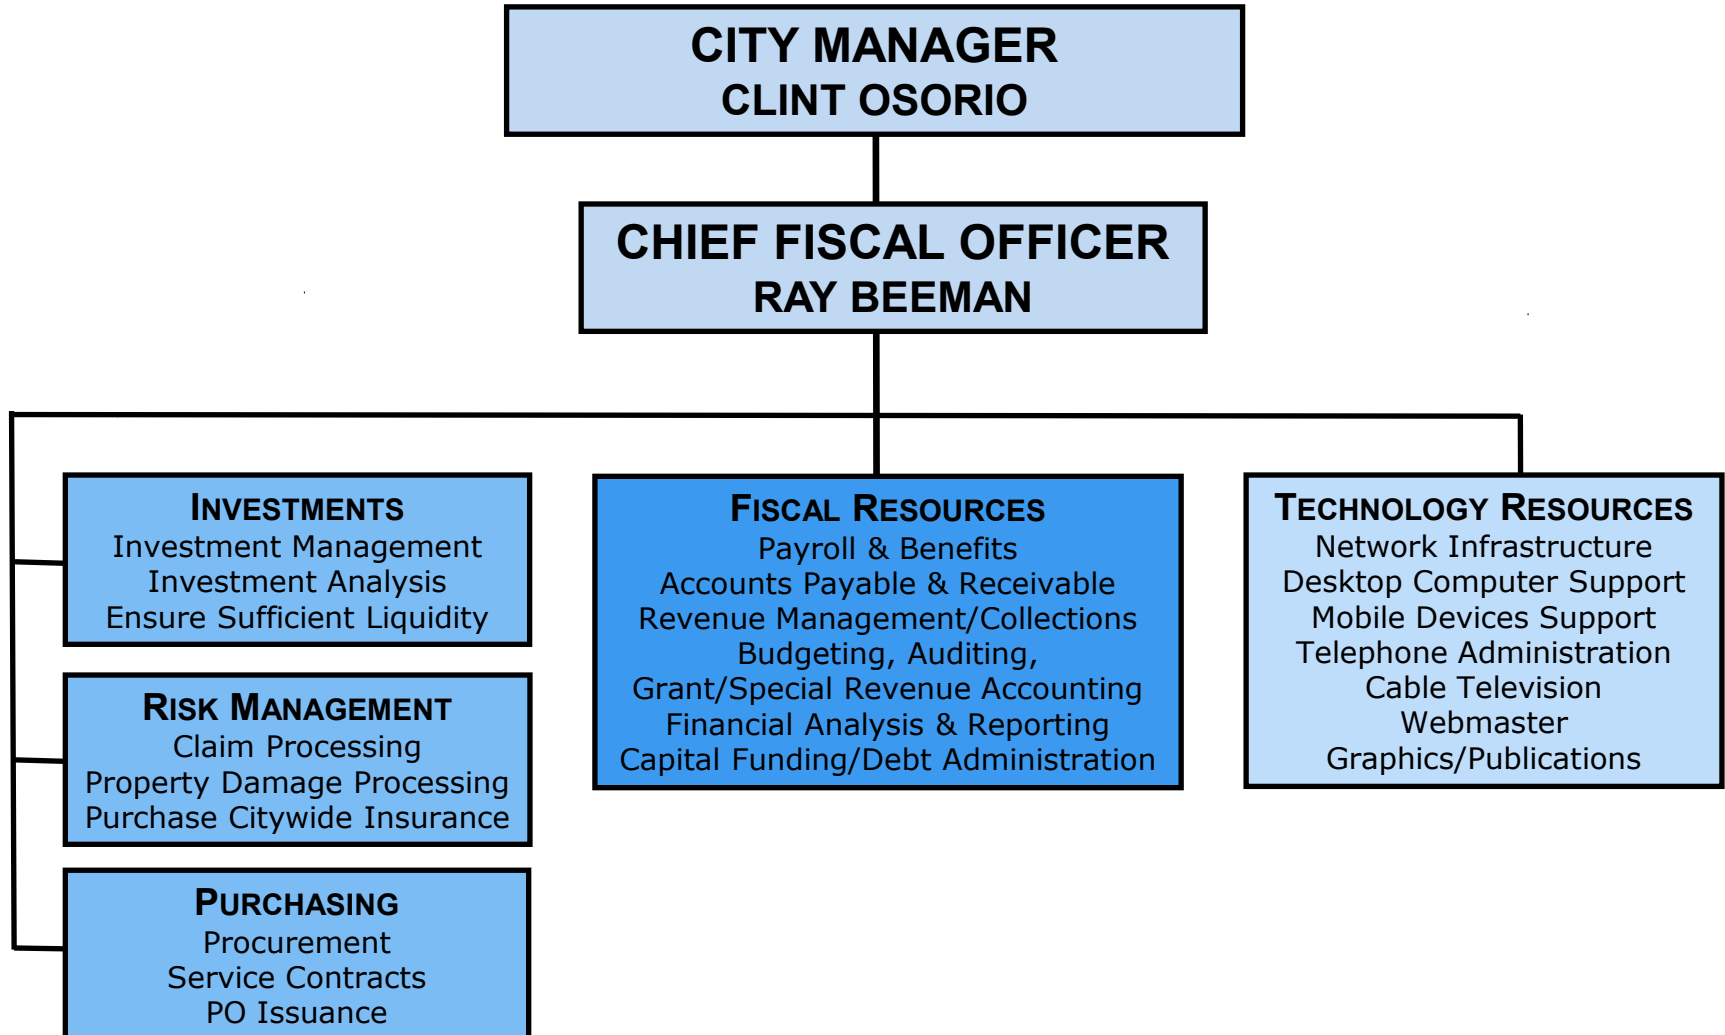 CITY MANAGER
CLINT OSORIO
CHIEF FISCAL OFFICER
RAY BEEMAN
INVESTMENTS
Investment Management
Investment Analysis
Ensure Sufficient Liquidity
RISK MANAGEMENT
Claim Processing
Property Damage Processing
Purchase Citywide Insurance
PURCHASING
Procurement
Service Contracts
PO Issuance
FISCAL RESOURCES
Payroll & Benefits
Accounts Payable & Receivable
Revenue Management/Collections
Budgeting, Auditing,
Grant/Special Revenue Accounting
Financial Analysis & Reporting
Capital Funding/Debt Administration
TECHNOLOGY RESOURCES
Network Infrastructure
Desktop Computer Support
Mobile Devices Support
Telephone Administration
Cable Television
Webmaster
Graphics/Publications